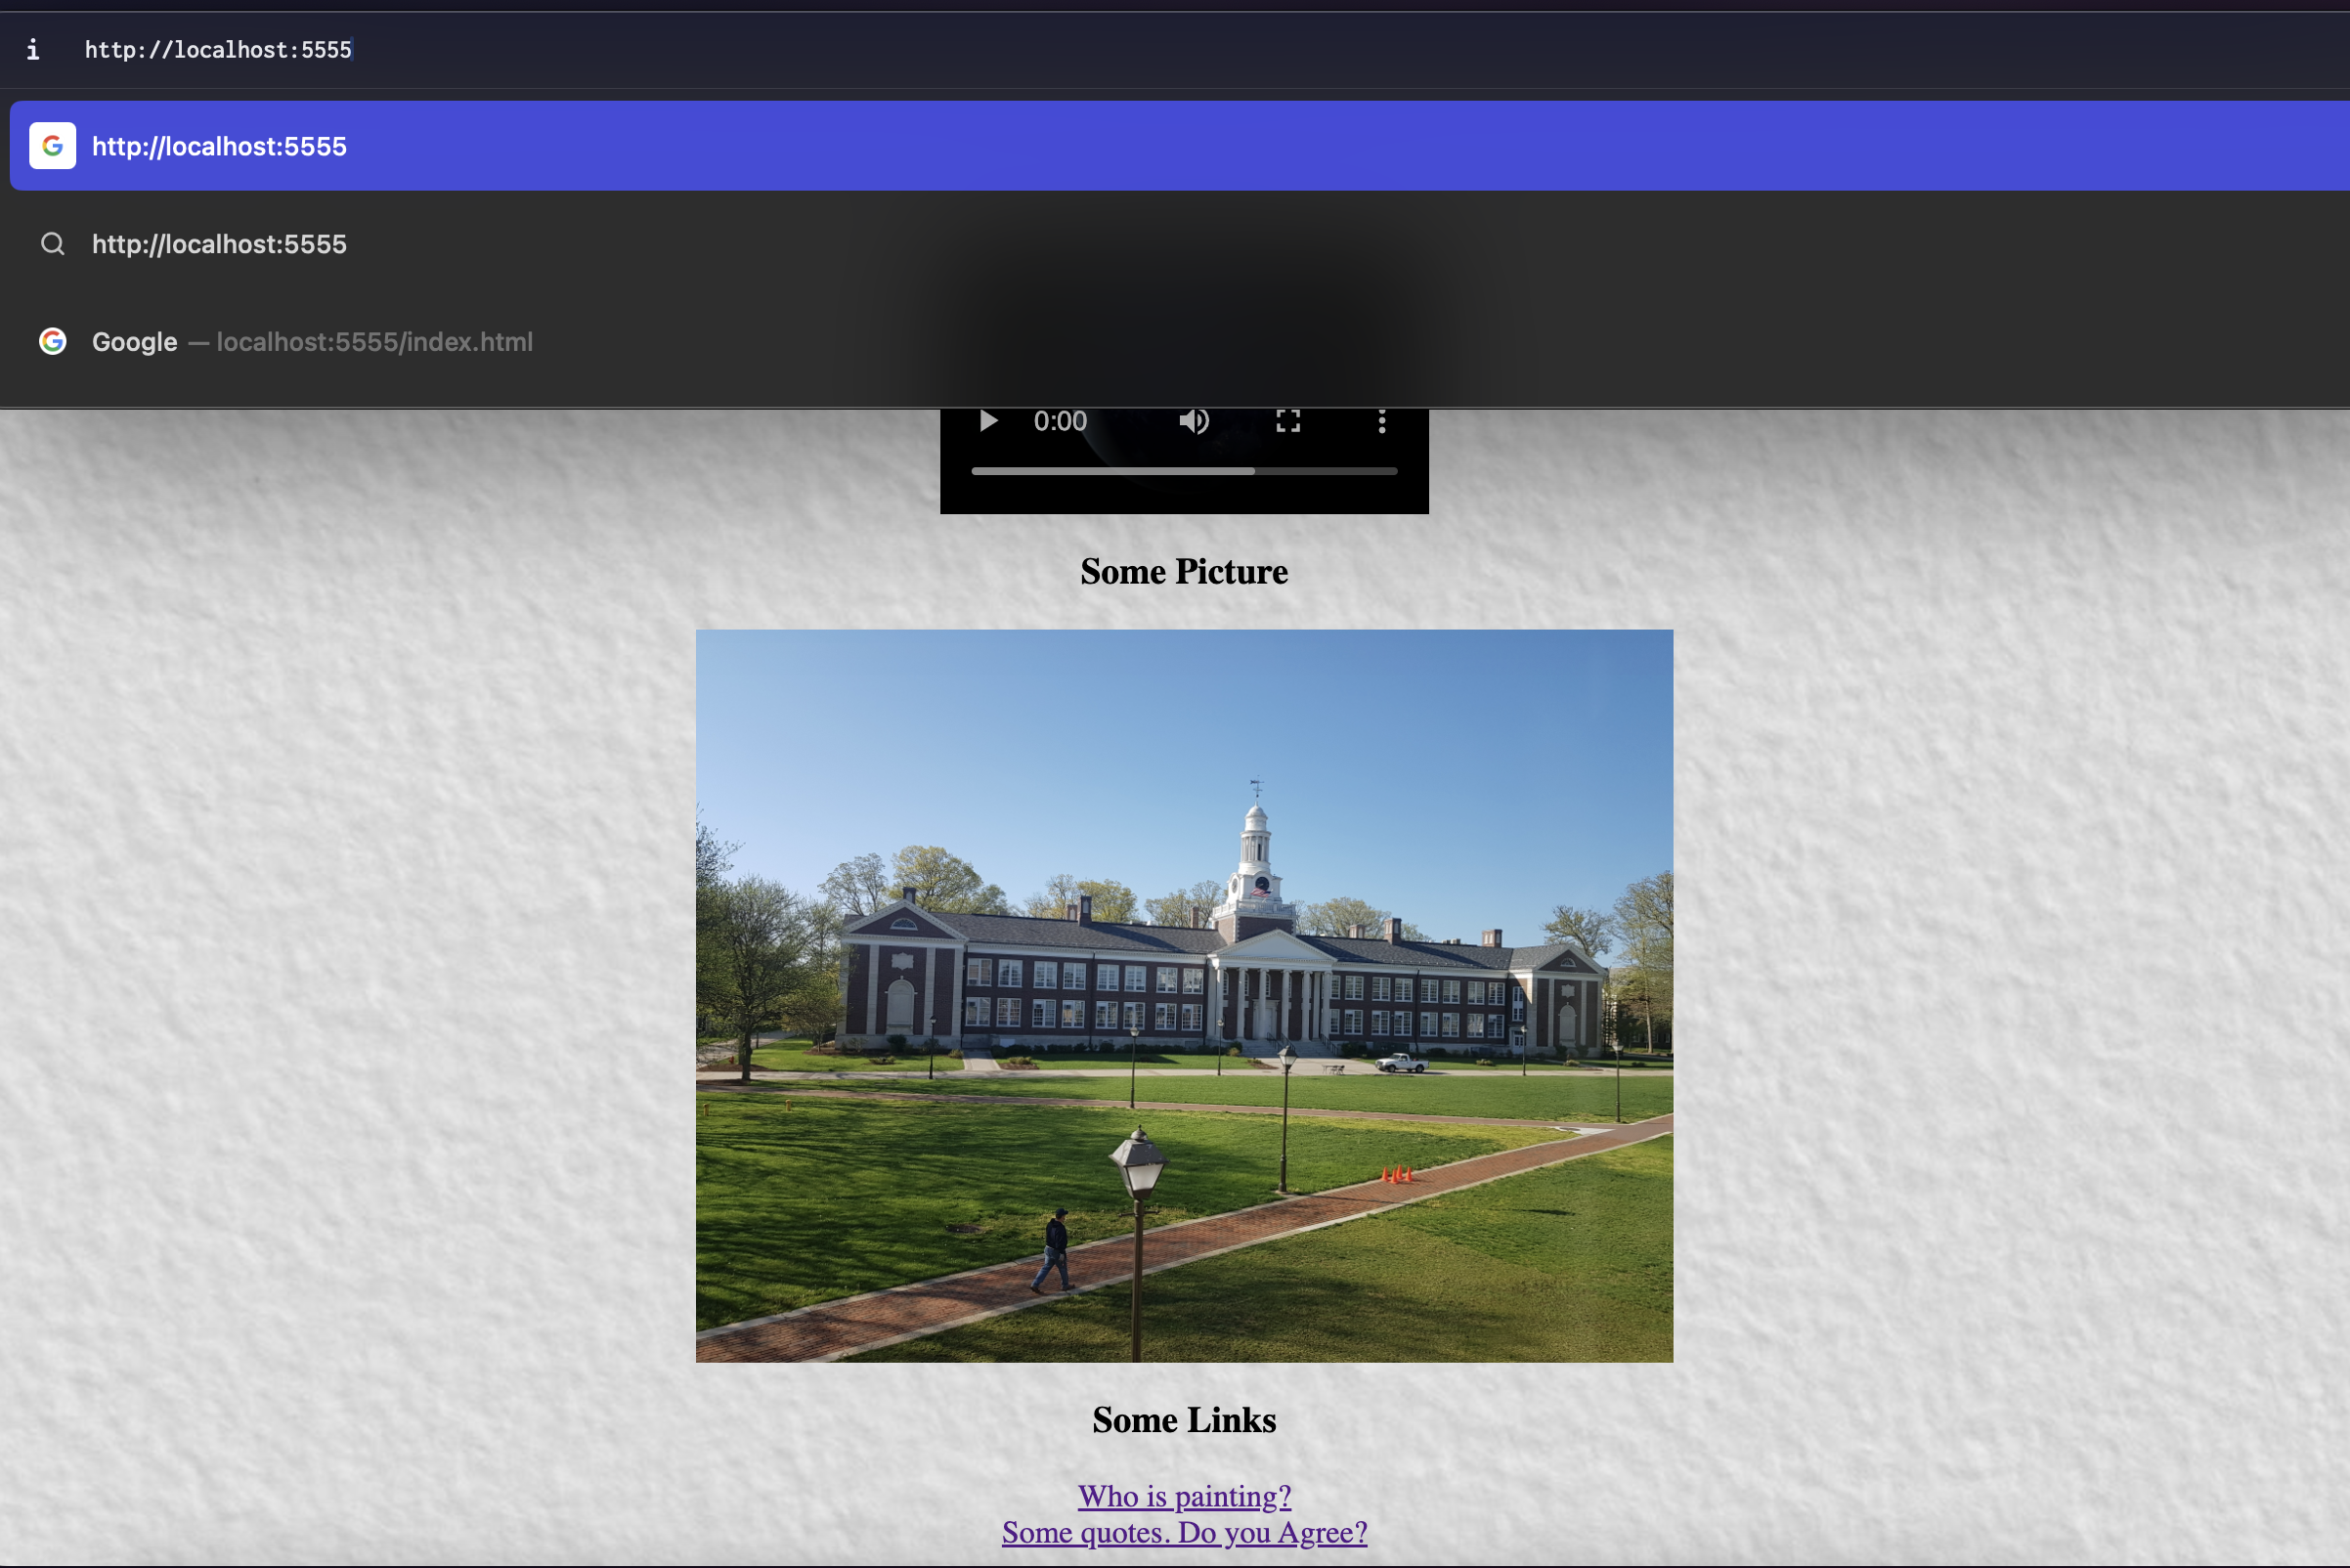 http://localhost:5555
http://localhost:5555
http://localhost:5555
Google — localhost:5555/index.html
0:00
Some Picture
Some Links
Who is painting?
Some quotes. Do you Agree?